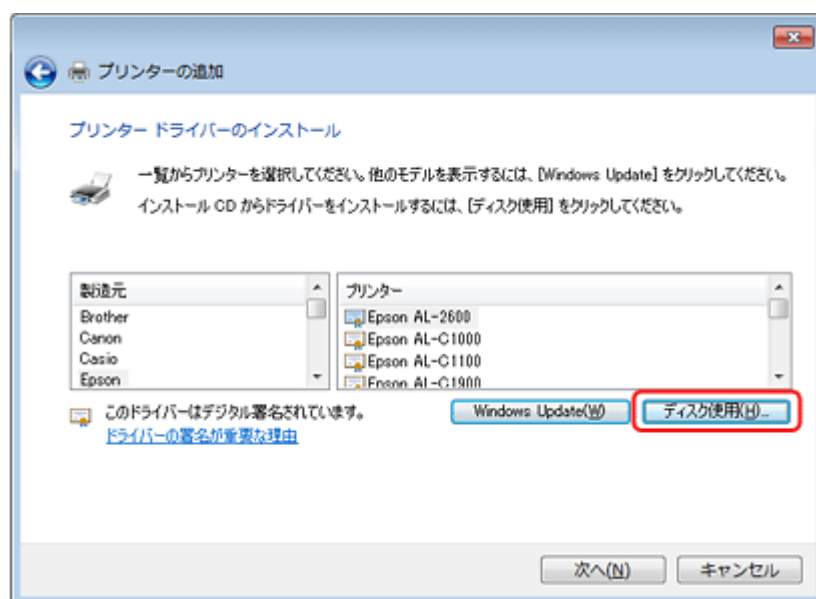 プリンターの追加
プリンター ドライバーのインストール
一覧からプリンターを選択してください。他のモデルを表示するには、[Windows Update] をクリックしてください。
インストール CD からドライバーをインストールするには、[ディスク使用] をクリックしてください。
製造元
Brother
Canon
Casio
Epson
プリンター
Epson AL-2600
Epson AL-C1000
Epson AL-C1100
Epson AL-C1900
このドライバーはデジタル署名されています。
ドライバーの署名が重要な理由
Windows Update(W)
ディスク使用(H)...
次へ(N)
キャンセル